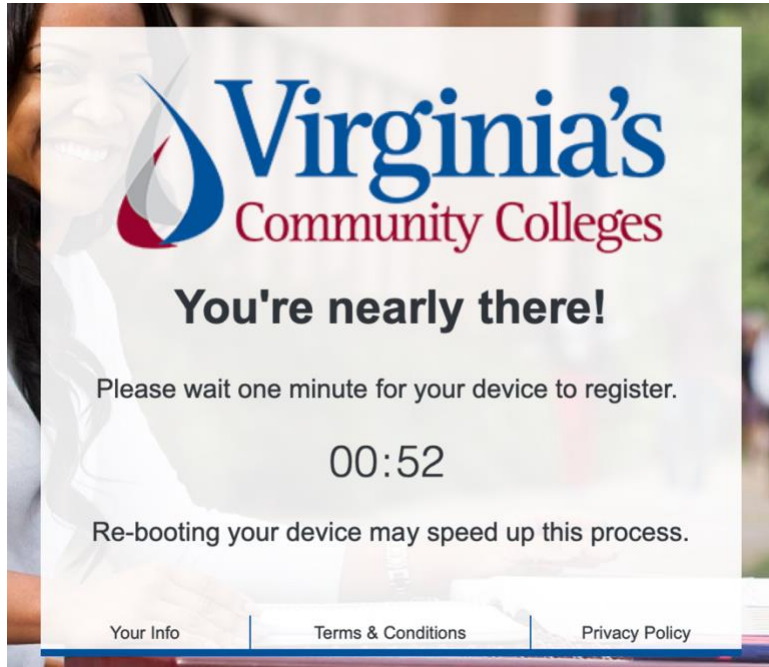 Virginia's
Community Colleges
You're nearly there!
Please wait one minute for your device to register.
00:52
Re-booting your device may speed up this process.
Your Info
Terms & Conditions
Privacy Policy